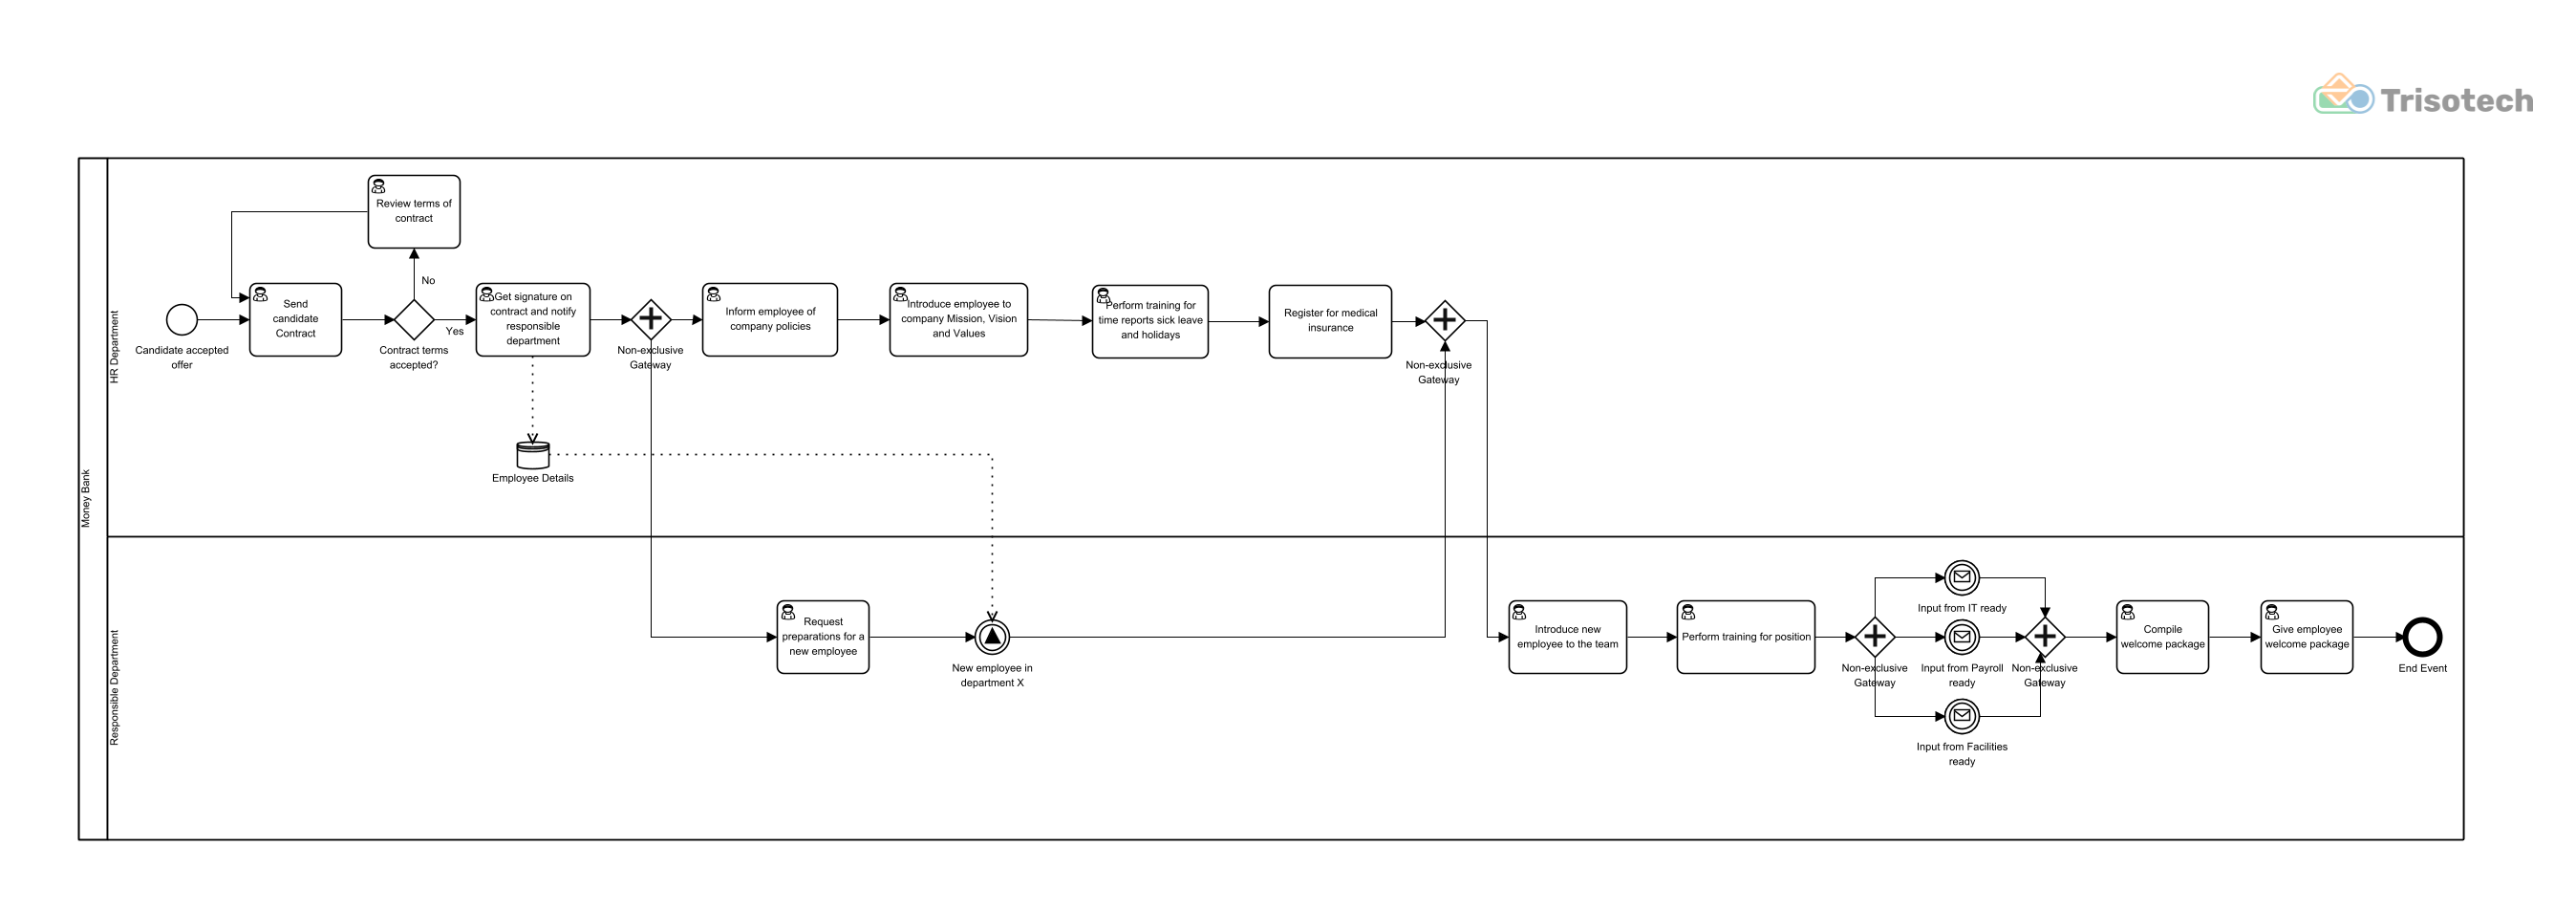 Trisotech
Money Bank
HR Department
Review terms of
contract
No
Candidate accepted
offer
Send
candidate
Contract
Contract terms
accepted?
Yes
Get signature on
contract and notify
responsible
department
Non-exclusive
Gateway
Inform employee of
company policies
Introduce employee to
company Mission, Vision
and Values
Perform training for
time reports sick leave
and holidays
Register for medical
insurance
Non-exclusive
Gateway
Employee Details
Responsible Department
Request
preparations for a
new employee
New employee in
department X
Introduce new
employee to the team
Perform training for position
Non-exclusive
Gateway
Input from IT ready
Input from Payroll
ready
Input from Facilities
ready
Non-exclusive
Gateway
Compile
welcome package
Give employee
welcome package
End Event